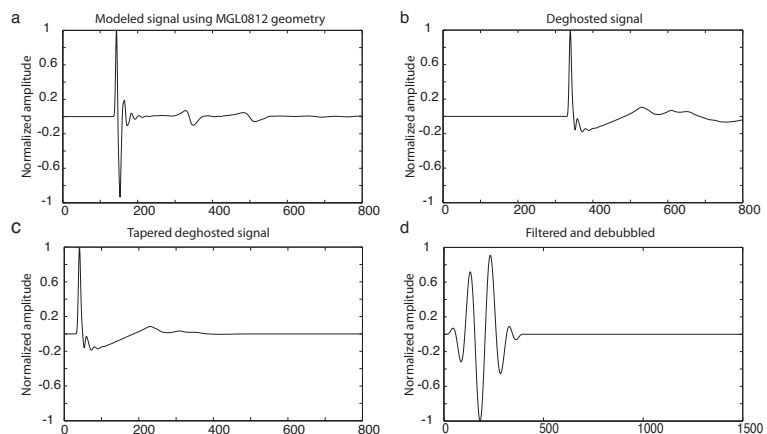 a
Modeled signal using MGL0812 geometry
Normalized amplitude
1
0.6
0.2
-0.2
-0.6
-1
0 200 400 600 800
b
Deghosted signal
Normalized amplitude
1
0.6
0.2
-0.2
-0.6
-1
0 200 400 600 800
c
Tapered deghosted signal
Normalized amplitude
1
0.6
0.2
-0.2
-0.6
-1
0 200 400 600 800
d
Filtered and debubbled
Normalized amplitude
1
0.6
0.2
-0.2
-0.6
-1
0 500 1000 1500